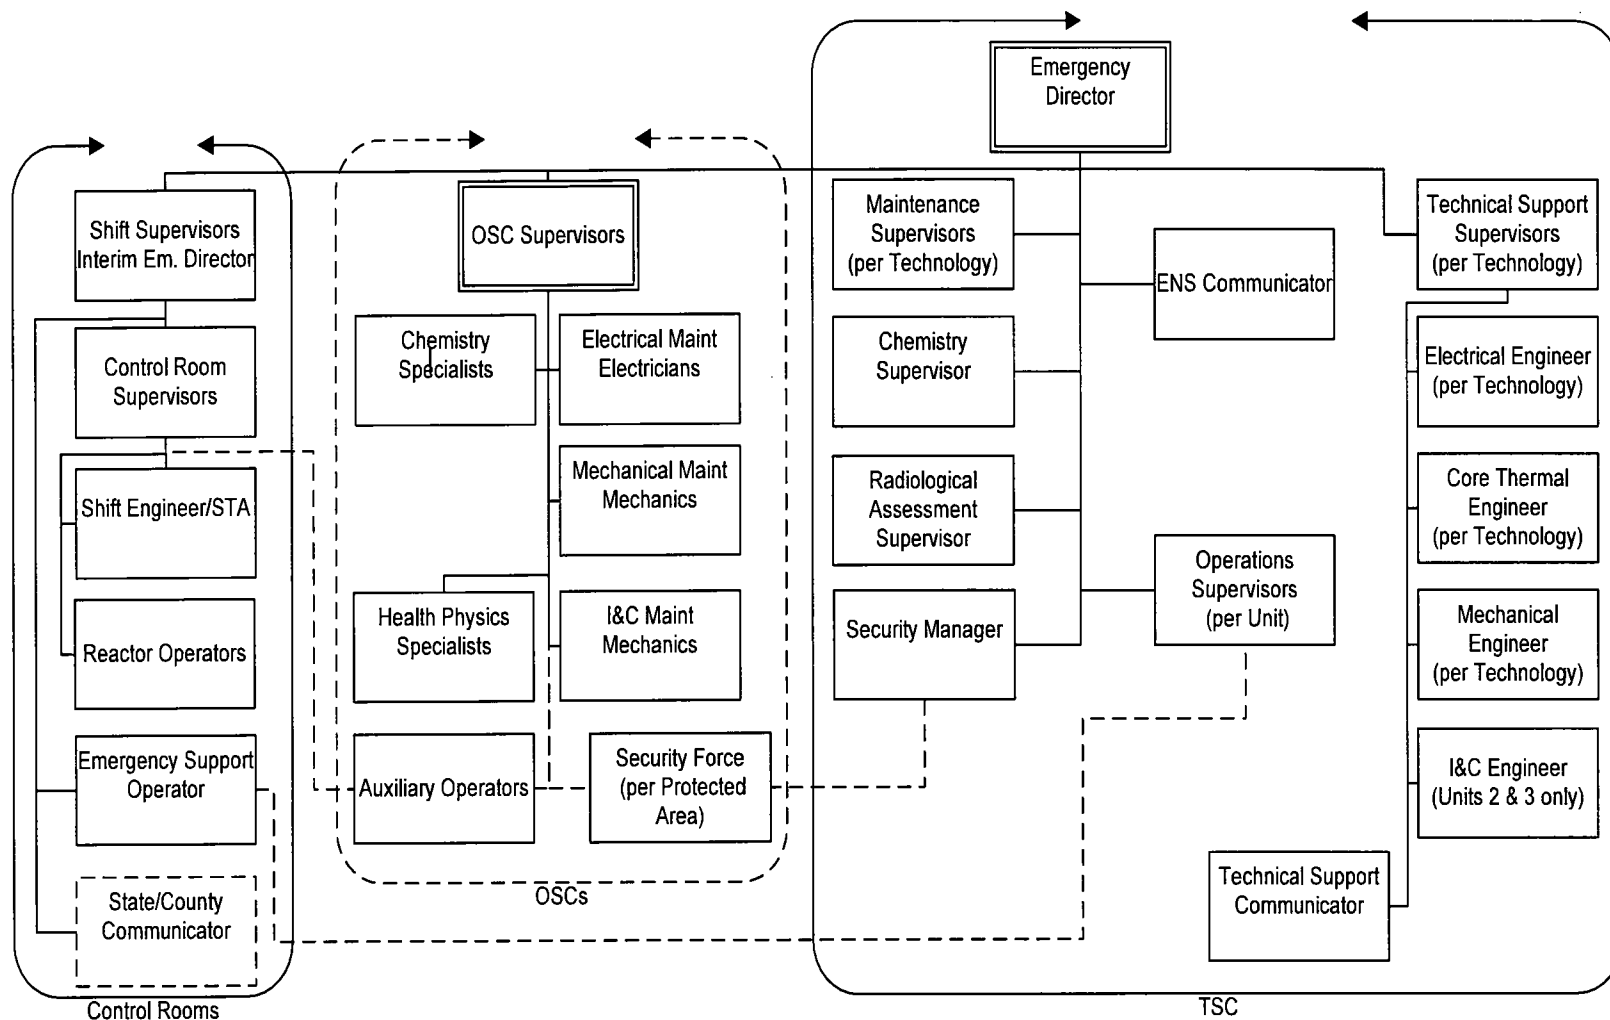 Emergency
Director
Shift Supervisors
Interim Em. Director
Control Room
Supervisors
Shift Engineer/STA
Reactor Operators
Emergency Support
Operator
State/County
Communicator
Control Rooms
OSC Supervisors
Chemistry
Specialists
Electrical Maint
Electricians
Mechanical Maint
Mechanics
Health Physics
Specialists
I&C Maint
Mechanics
Auxiliary Operators
Security Force
(per Protected
Area)
OSCs
Maintenance
Supervisors
(per Technology)
ENS Communicator
Chemistry
Supervisor
Radiological
Assessment
Supervisor
Operations
Supervisors
(per Unit)
Security Manager
Technical Support
Supervisors
(per Technology)
Electrical Engineer
(per Technology)
Core Thermal
Engineer
(per Technology)
Mechanical
Engineer
(per Technology)
I&C Engineer
(Units 2 & 3 only)
Technical Support
Communicator
TSC